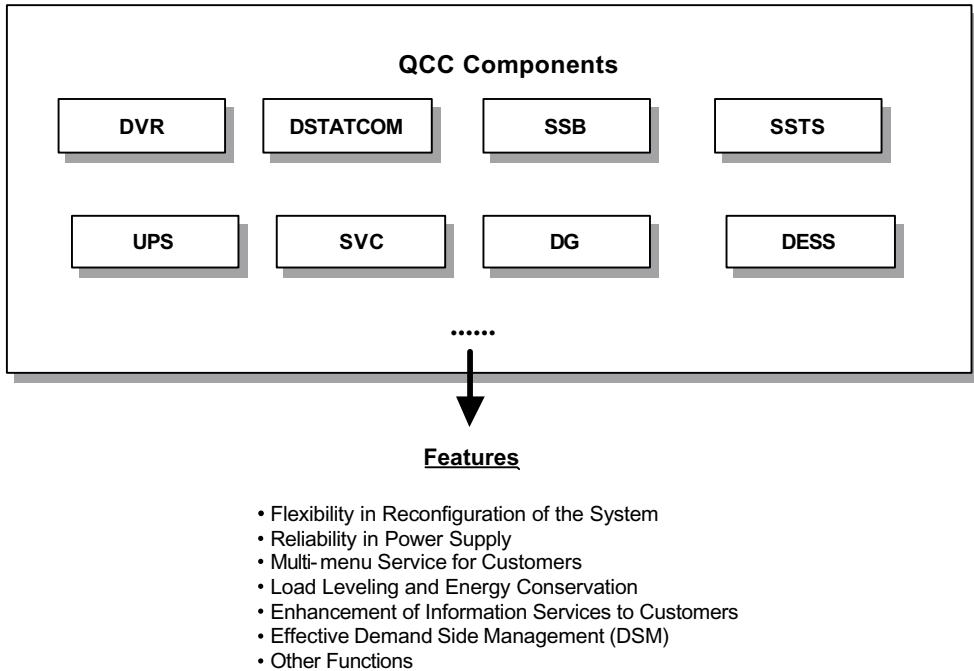 QCC Components
DVR DSTATCOM SSB SSTS
UPS SVC DG DESS
......
Features
• Flexibility in Reconfiguration of the System
• Reliability in Power Supply
• Multi-menu Service for Customers
• Load Leveling and Energy Conservation
• Enhancement of Information Services to Customers
• Effective Demand Side Management (DSM)
• Other Functions